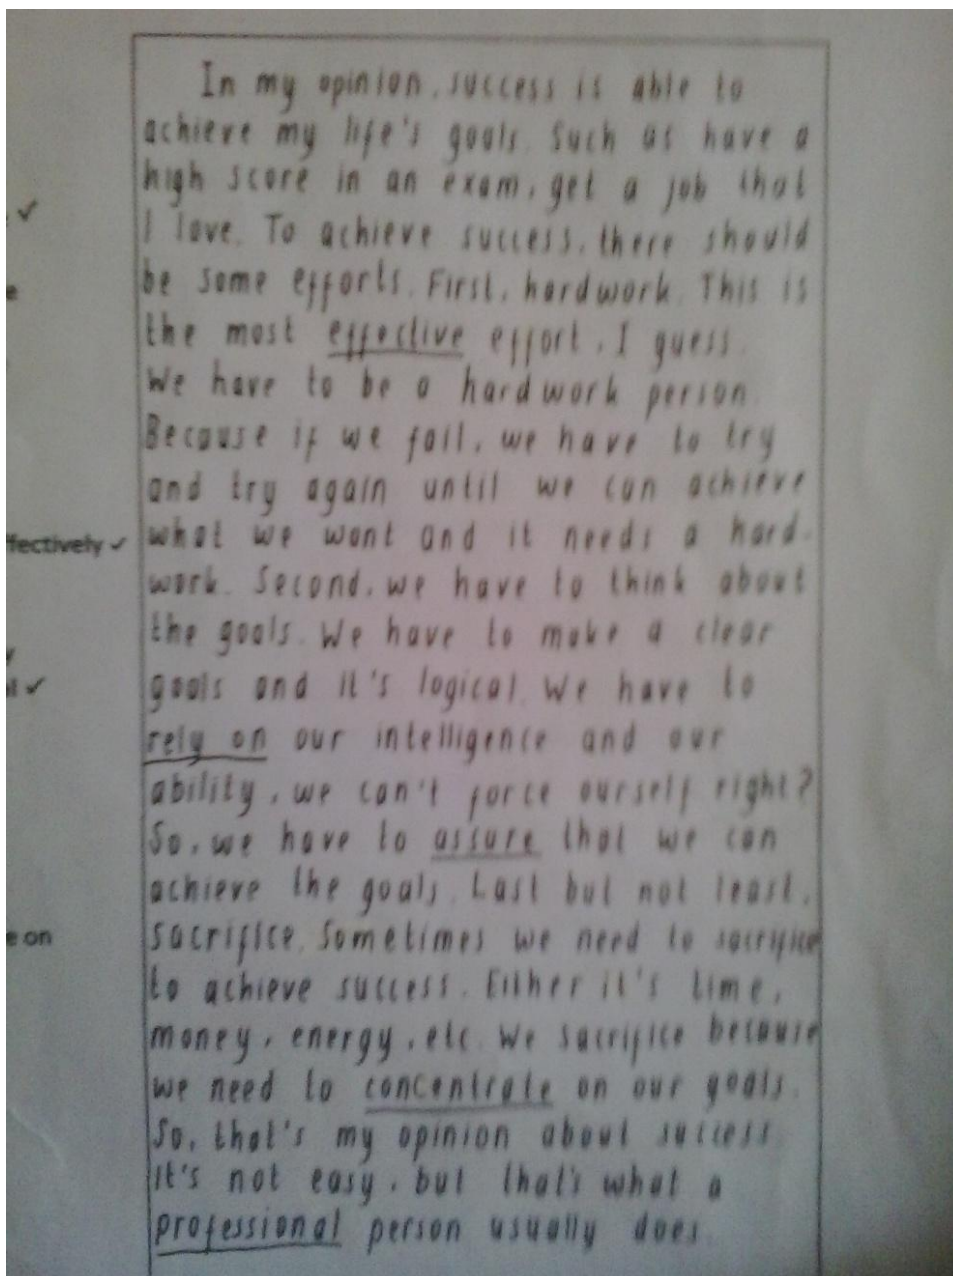 In my opinion, success is able to
achieve my life's goals. Such as have a
high score in an exam, get a job that
✓
I love. To achieve success, there should
e
be some efforts. First, hardwork. This is
the most effective effort, I guess.
We have to be a hardwork person.
Because if we fail, we have to try
and try again until we can achieve
ffectively ✓
what we want and it needs a hard-
work. Second, we have to think about
the goals. We have to make a clear
✓
goals and it's logical. We have to
rely on our intelligence and our
ability, we can't force ourself right?
So, we have to assure that we can
achieve the goals. Last but not least,
e on
sacrifice. Sometimes we need to sacrifice
to achieve success. Either it's time,
money, energy, etc. We sacrifice because
we need to concentrate on our goals.
So, that's my opinion about success
It's not easy, but that's what a
professional person usually does.